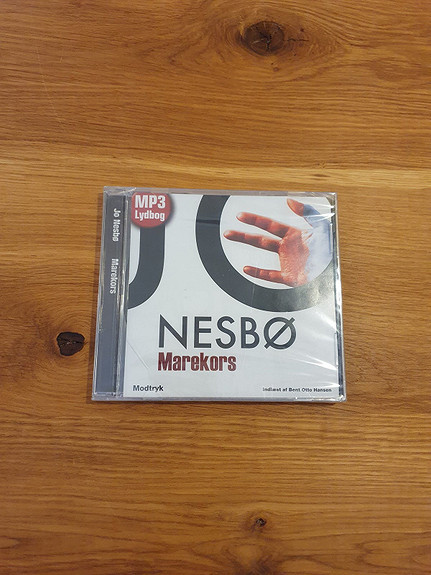 MP3
Lydbog
Jo Nesbø Marekors
JO
NESBØ
Marekors
Modtryk
Indlæst af Bent Otto Hansen